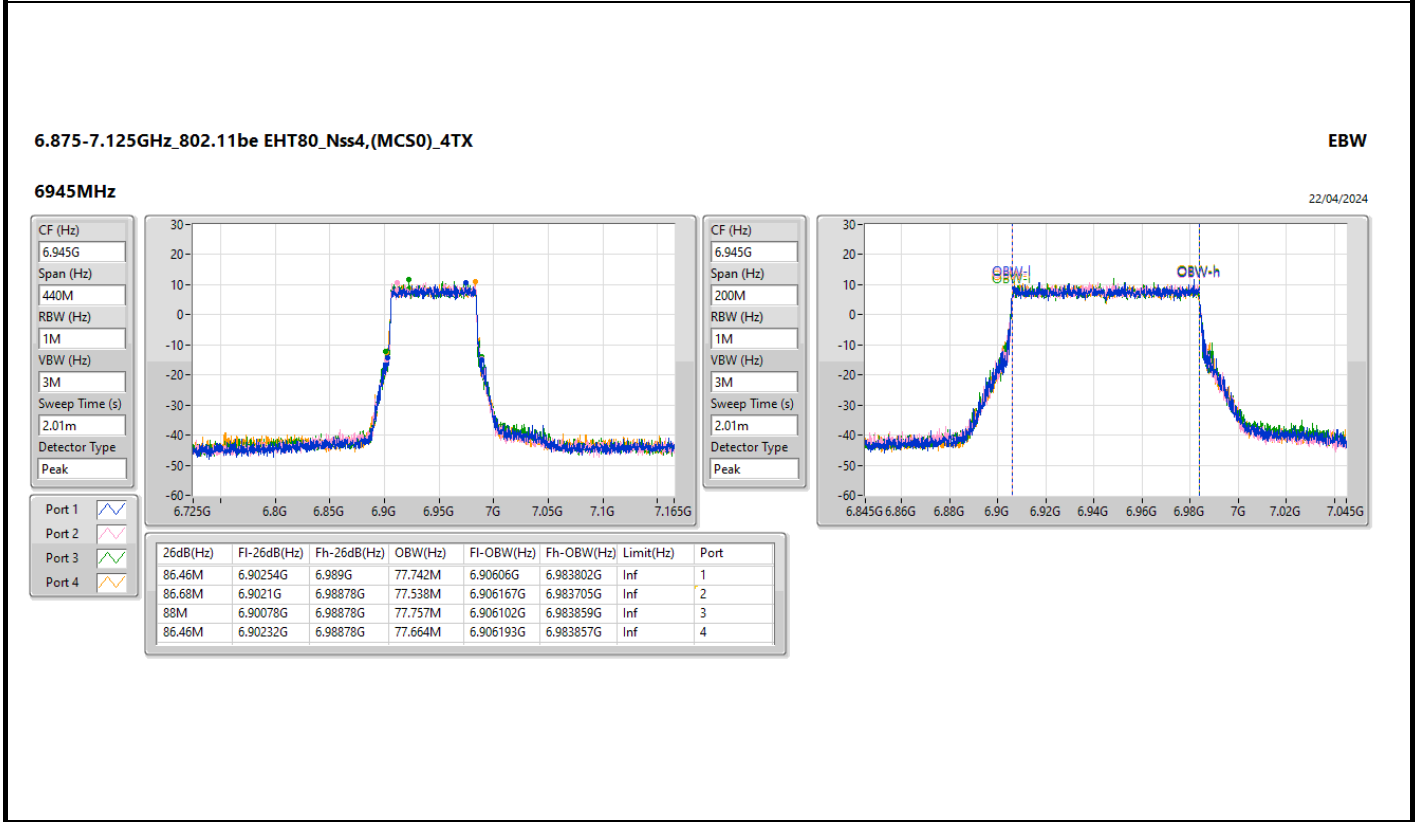 6.875-7.125GHz_802.11be EHT80_Nss4,(MCS0)_4TX
EBW
6945MHz
22/04/2024
CF (Hz)
6.945G
Span (Hz)
440M
RBW (Hz)
1M
VBW (Hz)
3M
Sweep Time (s)
2.01m
Detector Type
Peak
30
20
10
0
-10
-20
-30
-40
-50
-60
6.725G 6.8G 6.85G 6.9G 6.95G 7G 7.05G 7.1G 7.165G
CF (Hz)
6.945G
Span (Hz)
200M
RBW (Hz)
1M
VBW (Hz)
3M
Sweep Time (s)
2.01m
Detector Type
Peak
30
20
10
0
-10
-20
-30
-40
-50
-60
OBW-l OBW-h
6.845G 6.86G 6.88G 6.9G 6.92G 6.94G 6.96G 6.98G 7G 7.02G 7.045G
Port 1
Port 2
Port 3
Port 4
26dB(Hz) Fl-26dB(Hz) Fh-26dB(Hz) OBW(Hz) Fl-OBW(Hz) Fh-OBW(Hz) Limit(Hz) Port
86.46M 6.90254G 6.989G 77.742M 6.90606G 6.983802G Inf 1
86.68M 6.9021G 6.98878G 77.538M 6.906167G 6.983705G Inf 2
88M 6.90078G 6.98878G 77.757M 6.906102G 6.983859G Inf 3
86.46M 6.90232G 6.98878G 77.664M 6.906193G 6.983857G Inf 4